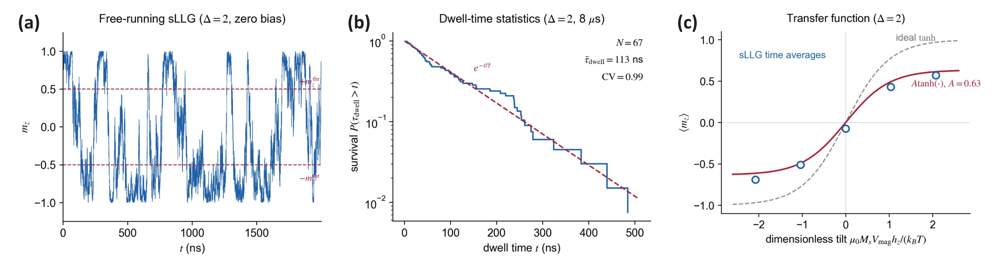 (a)
Free-running sLLG (Δ = 2, zero bias)
1.0
0.5
0.0
−0.5
−1.0
m_z
+m_z^thr
−m_z^thr
0 500 1000 1500
t (ns)
(b)
Dwell-time statistics (Δ = 2, 8 μs)
10^0
10^−1
10^−2
survival P(τ_dwell > t)
N = 67
τ̄_dwell = 113 ns
CV = 0.99
e^−t/τ̄
0 100 200 300 400 500
dwell time t (ns)
(c)
Transfer function (Δ = 2)
1.0
0.5
0.0
−0.5
−1.0
⟨m_z⟩
ideal tanh
sLLG time averages
Atanh(·), A = 0.63
−2 −1 0 1 2
dimensionless tilt μ_0M_sV_mag h_z/(k_BT)